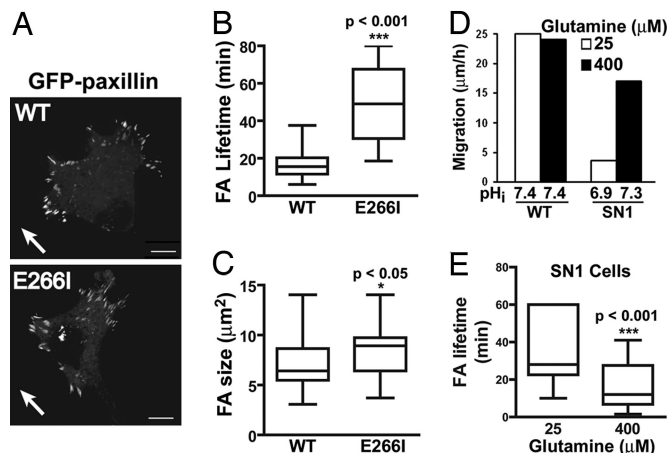 A
GFP-paxillin
WT
E266I
B
p < 0.001
***
FA Lifetime (min)
80
60
40
20
0
WT E266I
C
p < 0.05
*
FA size (μm²)
15
10
5
0
WT E266I
D
Glutamine (μM)
25
400
Migration (μm/h)
25
20
15
10
5
0
pHi 7.4 7.4 6.9 7.3
WT SN1
E
SN1 Cells
p < 0.001
***
FA lifetime
(min)
80
60
40
20
0
25 400
Glutamine (μM)